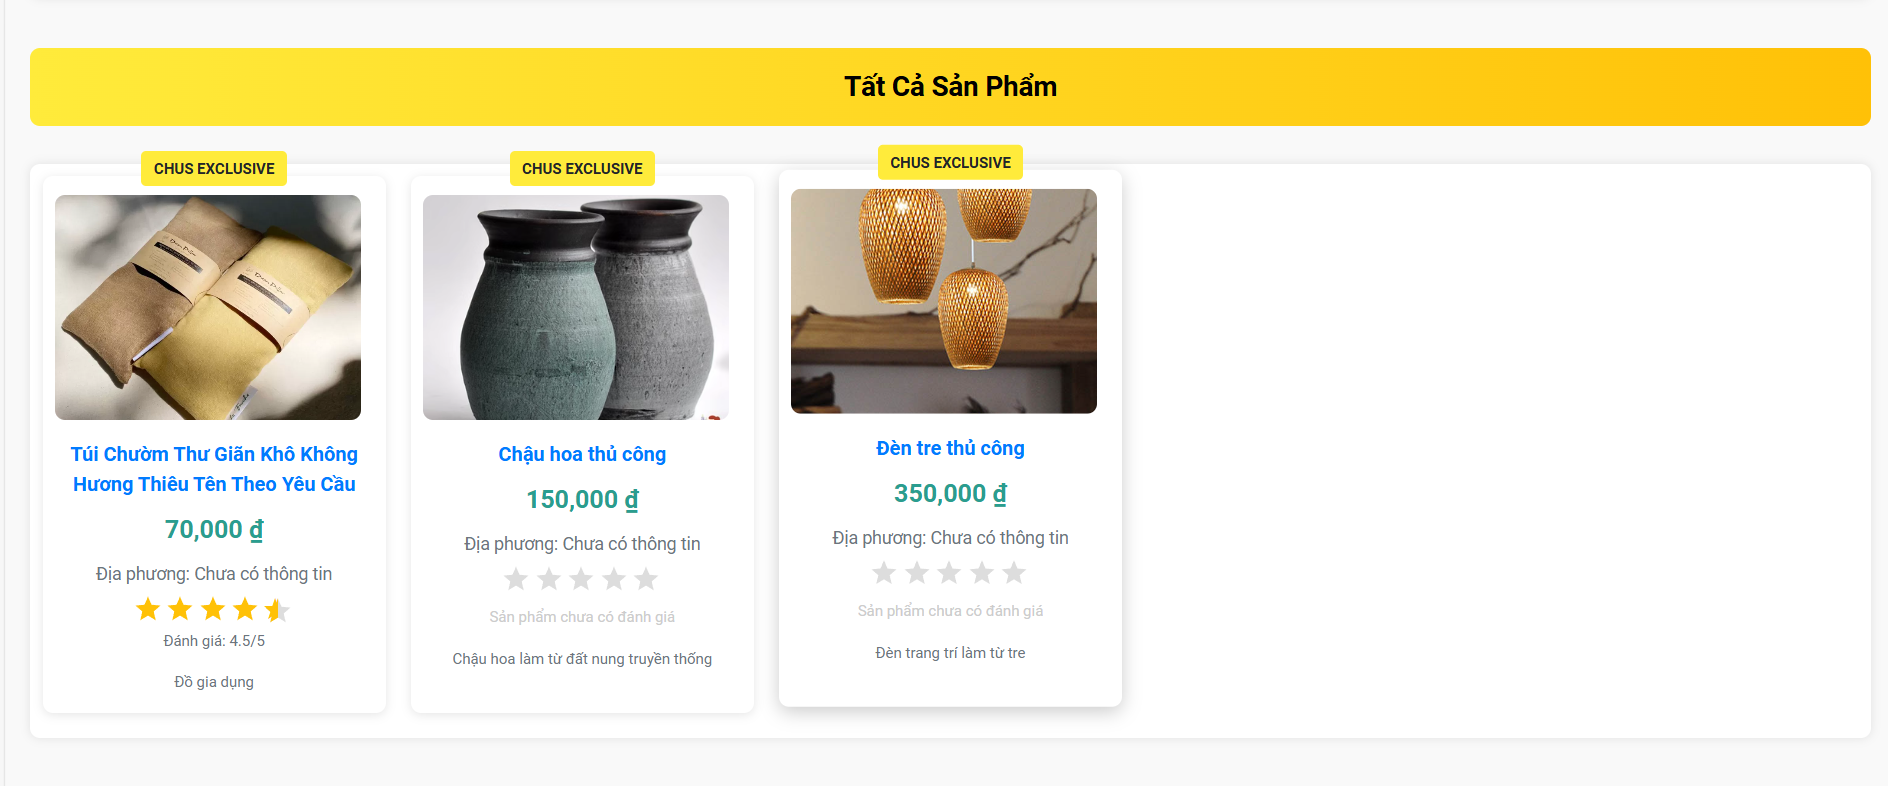 Tất Cả Sản Phẩm
CHUS EXCLUSIVE
Túi Chườm Thư Giãn Khô Không
Hương Thiêu Tên Theo Yêu Cầu
70,000 ₫
Địa phương: Chưa có thông tin
Đánh giá: 4.5/5
Đồ gia dụng
CHUS EXCLUSIVE
Chậu hoa thủ công
150,000 ₫
Địa phương: Chưa có thông tin
Sản phẩm chưa có đánh giá
Chậu hoa làm từ đất nung truyền thống
CHUS EXCLUSIVE
Đèn tre thủ công
350,000 ₫
Địa phương: Chưa có thông tin
Sản phẩm chưa có đánh giá
Đèn trang trí làm từ tre